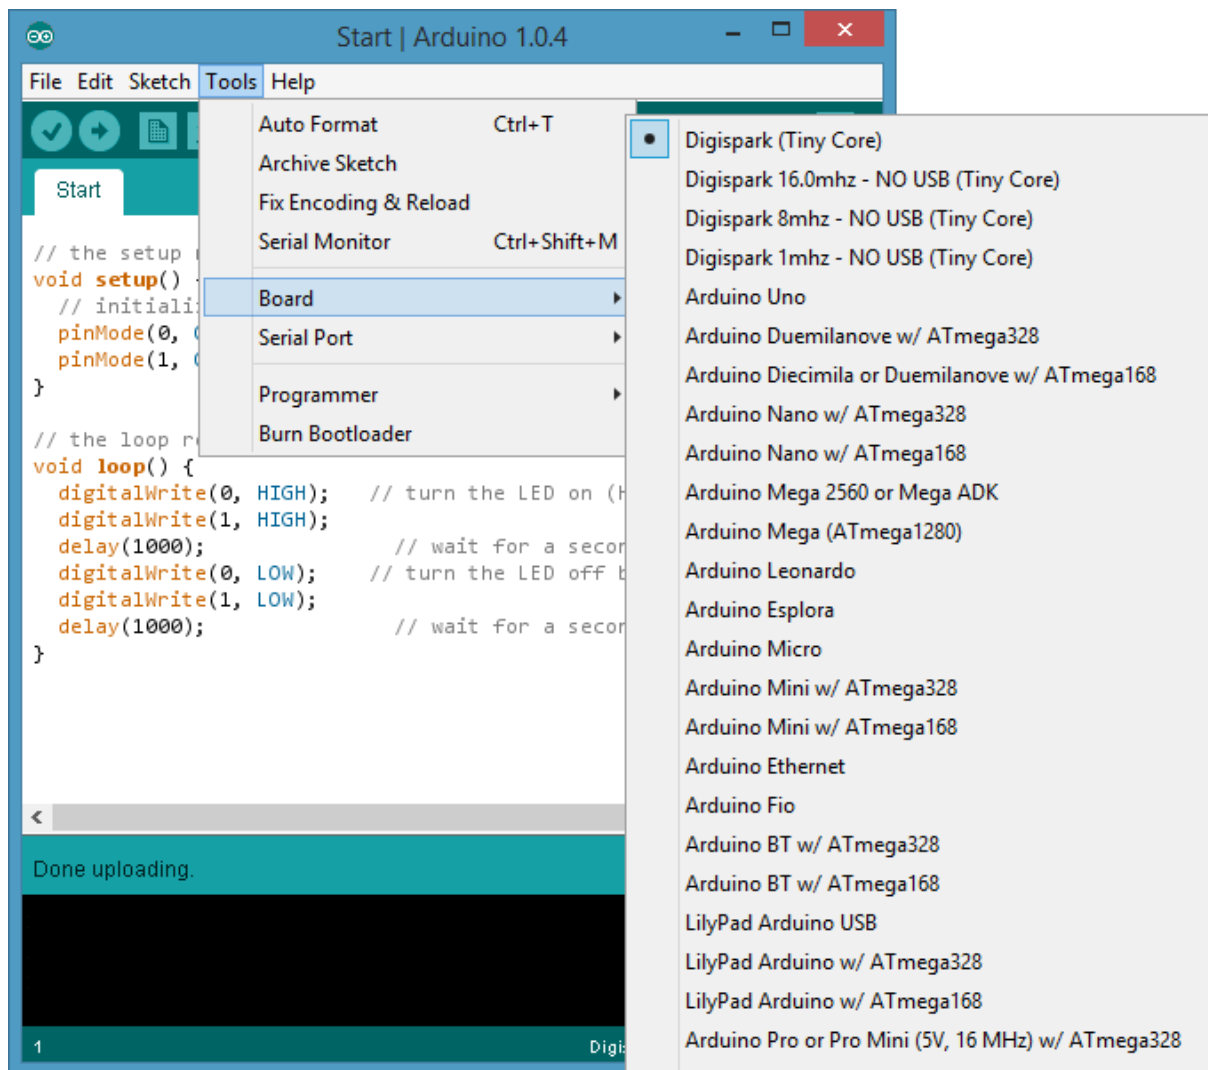 Start | Arduino 1.0.4
File Edit Sketch Tools Help
Auto Format Ctrl+T
Archive Sketch
Fix Encoding & Reload
Serial Monitor Ctrl+Shift+M
Board
Serial Port
Programmer
Burn Bootloader
Digispark (Tiny Core)
Digispark 16.0mhz - NO USB (Tiny Core)
Digispark 8mhz - NO USB (Tiny Core)
Digispark 1mhz - NO USB (Tiny Core)
Arduino Uno
Arduino Duemilanove w/ ATmega328
Arduino Diecimila or Duemilanove w/ ATmega168
Arduino Nano w/ ATmega328
Arduino Nano w/ ATmega168
Arduino Mega 2560 or Mega ADK
Arduino Mega (ATmega1280)
Arduino Leonardo
Arduino Esplora
Arduino Micro
Arduino Mini w/ ATmega328
Arduino Mini w/ ATmega168
Arduino Ethernet
Arduino Fio
Arduino BT w/ ATmega328
Arduino BT w/ ATmega168
LilyPad Arduino USB
LilyPad Arduino w/ ATmega328
LilyPad Arduino w/ ATmega168
Arduino Pro or Pro Mini (5V, 16 MHz) w/ ATmega328
Start
// the setup
void setup()
// initiali
pinMode(0,
pinMode(1,
}
// the loop r
void loop() {
digitalWrite(0, HIGH); // turn the LED on (
digitalWrite(1, HIGH);
delay(1000); // wait for a secon
digitalWrite(0, LOW); // turn the LED off
digitalWrite(1, LOW);
delay(1000); // wait for a secon
}
Done uploading.
1 Digi